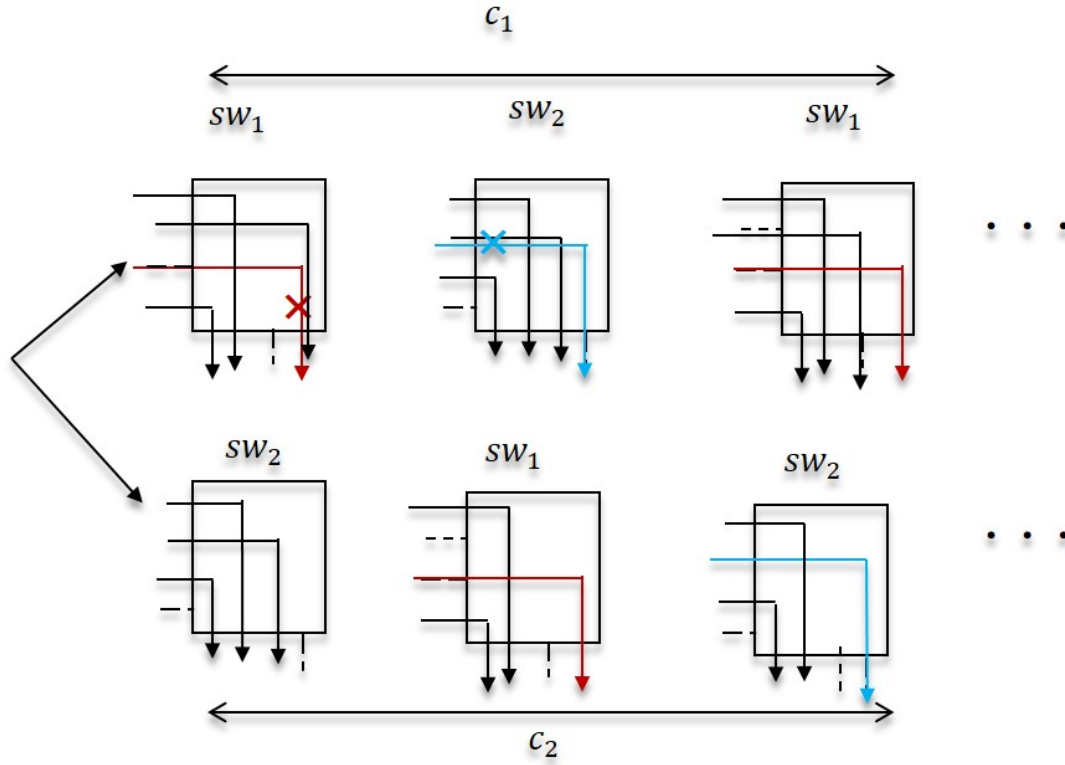 c₁
sw₁ sw₂ sw₁
. . .
sw₂ sw₁ sw₂
. . .
c₂